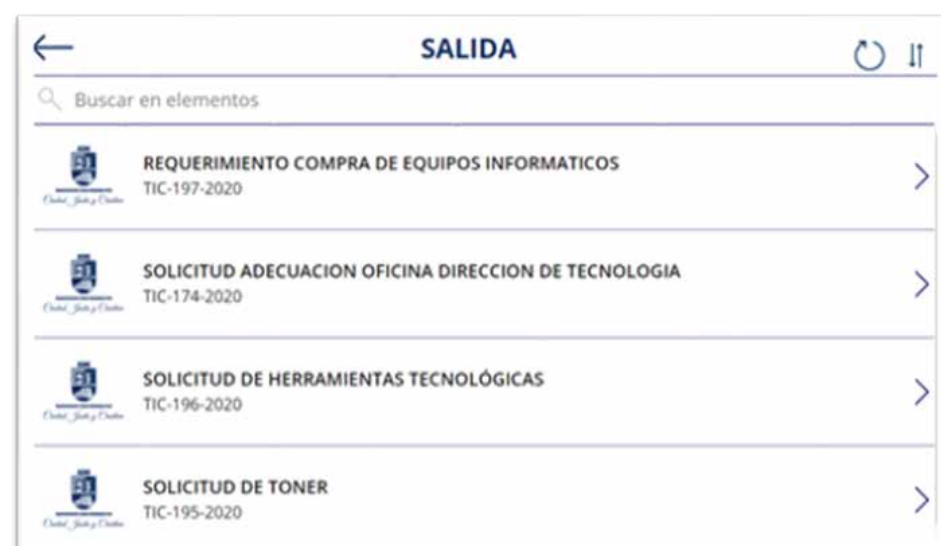 SALIDA
Buscar en elementos
REQUERIMIENTO COMPRA DE EQUIPOS INFORMATICOS
TIC-197-2020
SOLICITUD ADECUACION OFICINA DIRECCION DE TECNOLOGIA
TIC-174-2020
SOLICITUD DE HERRAMIENTAS TECNOLÓGICAS
TIC-196-2020
SOLICITUD DE TONER
TIC-195-2020